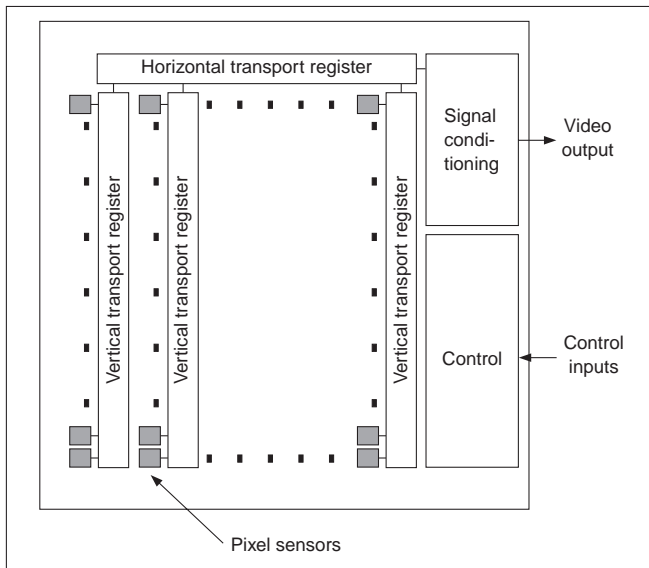 Horizontal transport register
Signal
condi-
tioning
Video
output
Vertical transport register
Vertical transport register
Vertical transport register
Control
Control
inputs
Pixel sensors